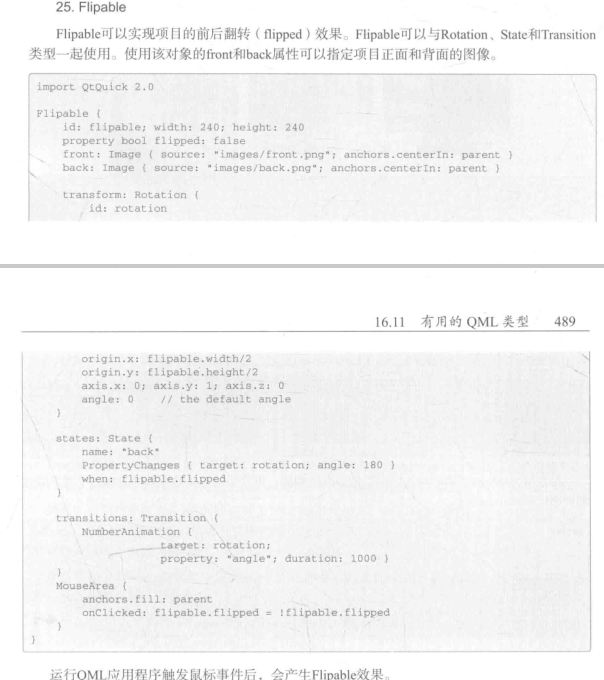 25. Flipable
Flipable可以实现项目的前后翻转（flipped）效果。Flipable可以与Rotation、State和Transition
类型一起使用。使用该对象的front和back属性可以指定项目正面和背面的图像。
import QtQuick 2.0
Flipable {
id: flipable; width: 240; height: 240
property bool flipped: false
front: Image { source: "images/front.png"; anchors.centerIn: parent }
back: Image { source: "images/back.png"; anchors.centerIn: parent }
transform: Rotation {
id: rotation
16.11 有用的 QML 类型 489
origin.x: flipable.width/2
origin.y: flipable.height/2
axis.x: 0; axis.y: 1; axis.z: 0
angle: 0 // the default angle
}
states: State {
name: "back"
PropertyChanges { target: rotation; angle: 180 }
when: flipable.flipped
}
transitions: Transition {
NumberAnimation {
target: rotation;
property: "angle"; duration: 1000 }
}
MouseArea {
anchors.fill: parent
onClicked: flipable.flipped = !flipable.flipped
}
}
运行QML应用程序触发鼠标事件后，会产生Flipable效果。